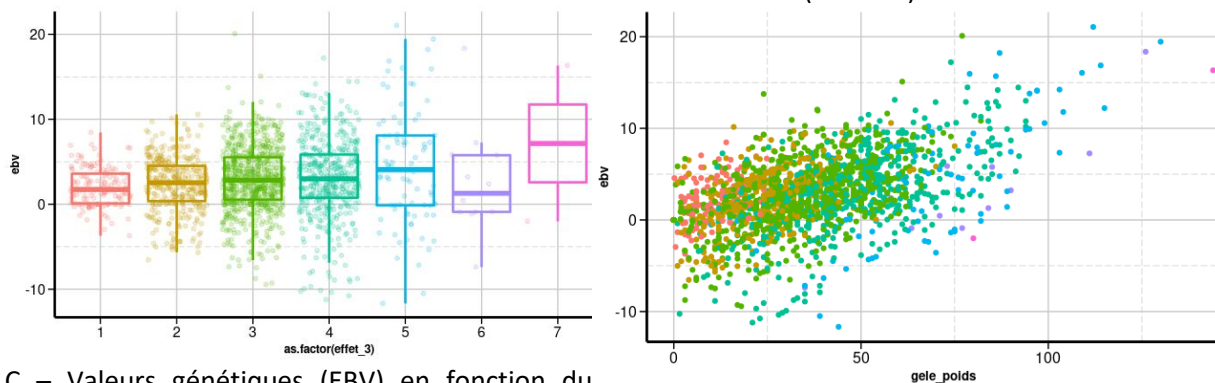 20
10
0
-10
ebv
1 2 3 4 5 6 7
as.factor(effet_3)
20
10
0
-10
ebv
0 50 100
gele_poids
C – Valeurs génétiques (EBV) en fonction du